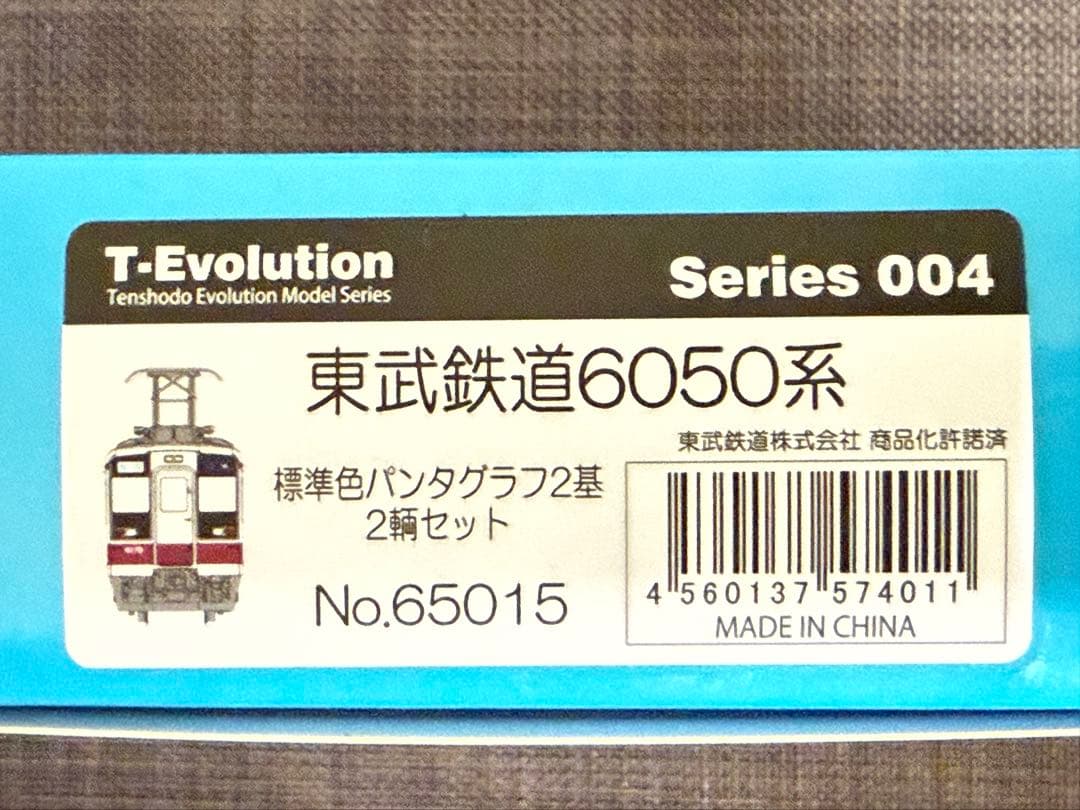 T-Evolution
Tenshodo Evolution Model Series
Series 004
東武鉄道6050系
東武鉄道株式会社 商品化許諾済
標準色パンタグラフ2基
2輌セット
No.65015
4 560137 574011
MADE IN CHINA